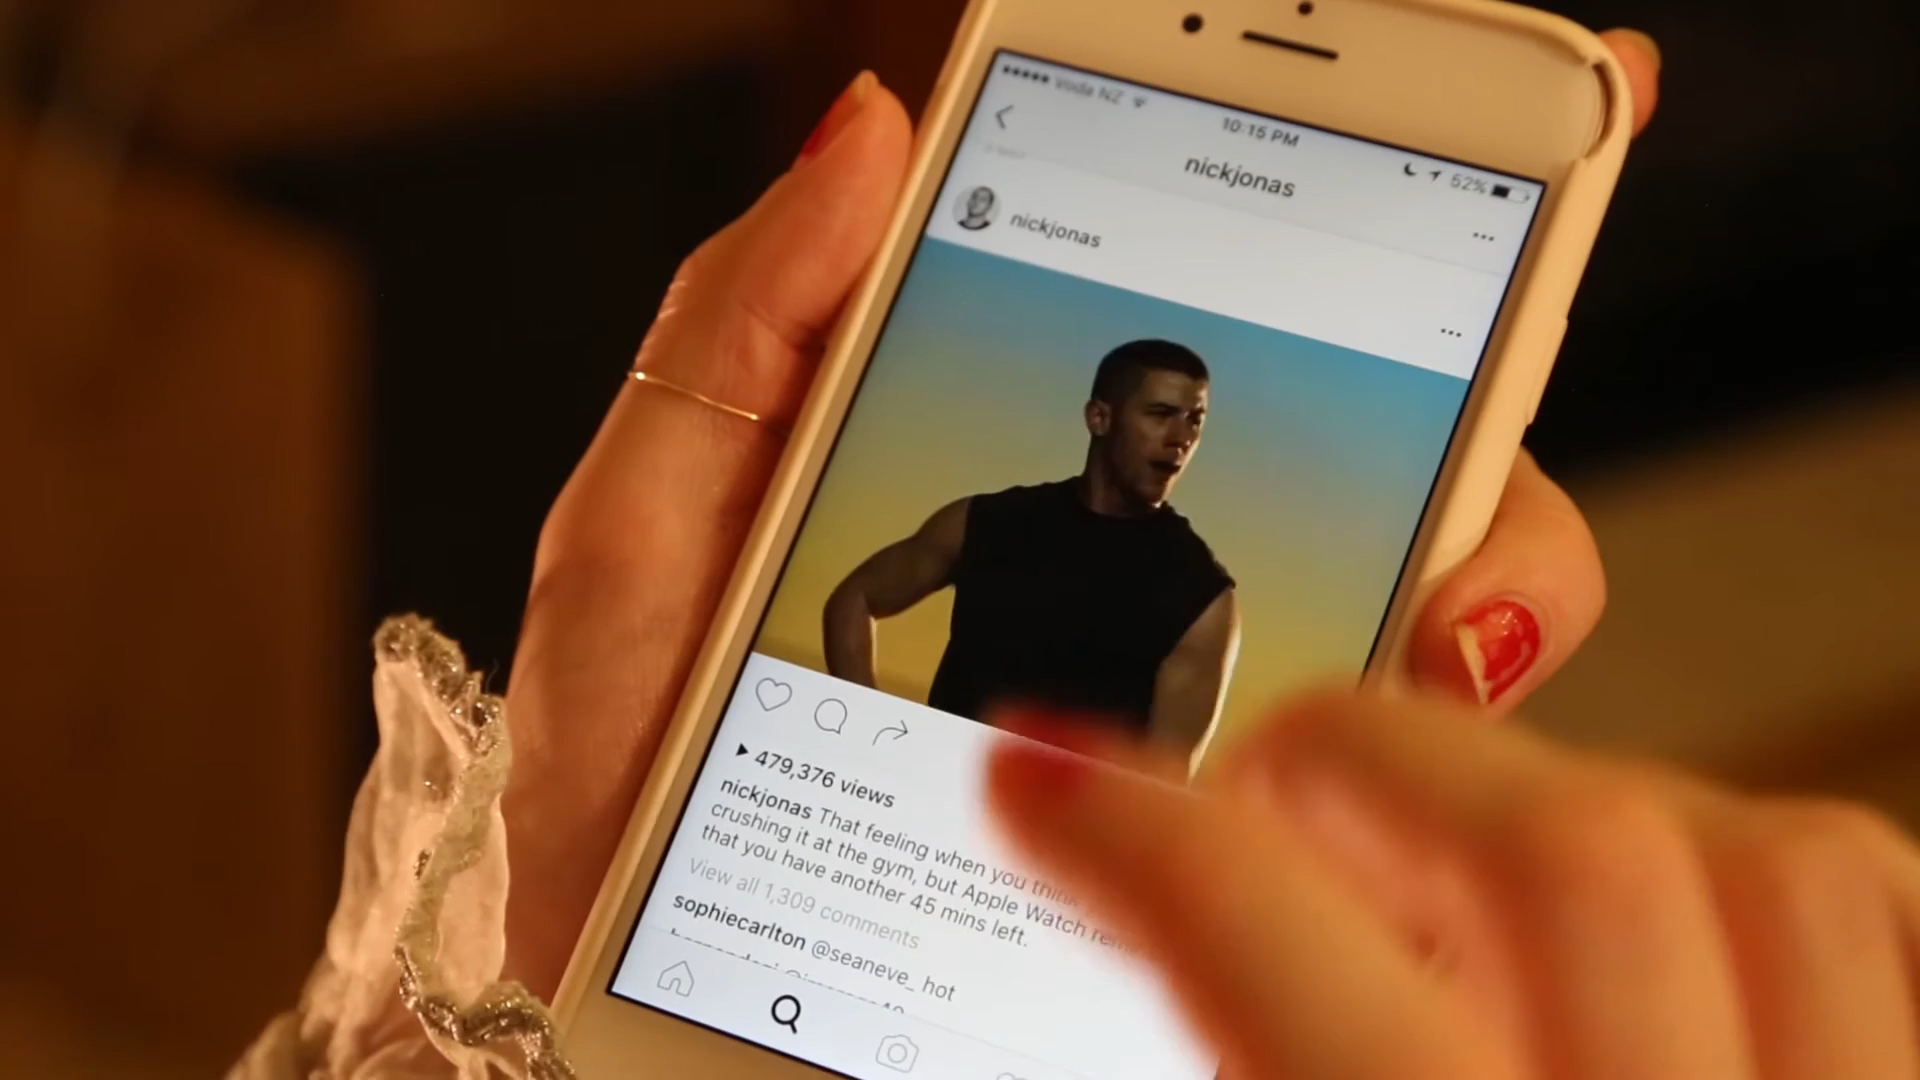 Voda NZ
10:15 PM
52%
nickjonas
nickjonas
479,376 views
nickjonas That feeling when you think
crushing it at the gym, but Apple Watch
that you have another 45 mins left.
View all 1,309 comments
sophiecarlton @seaneve_ hot